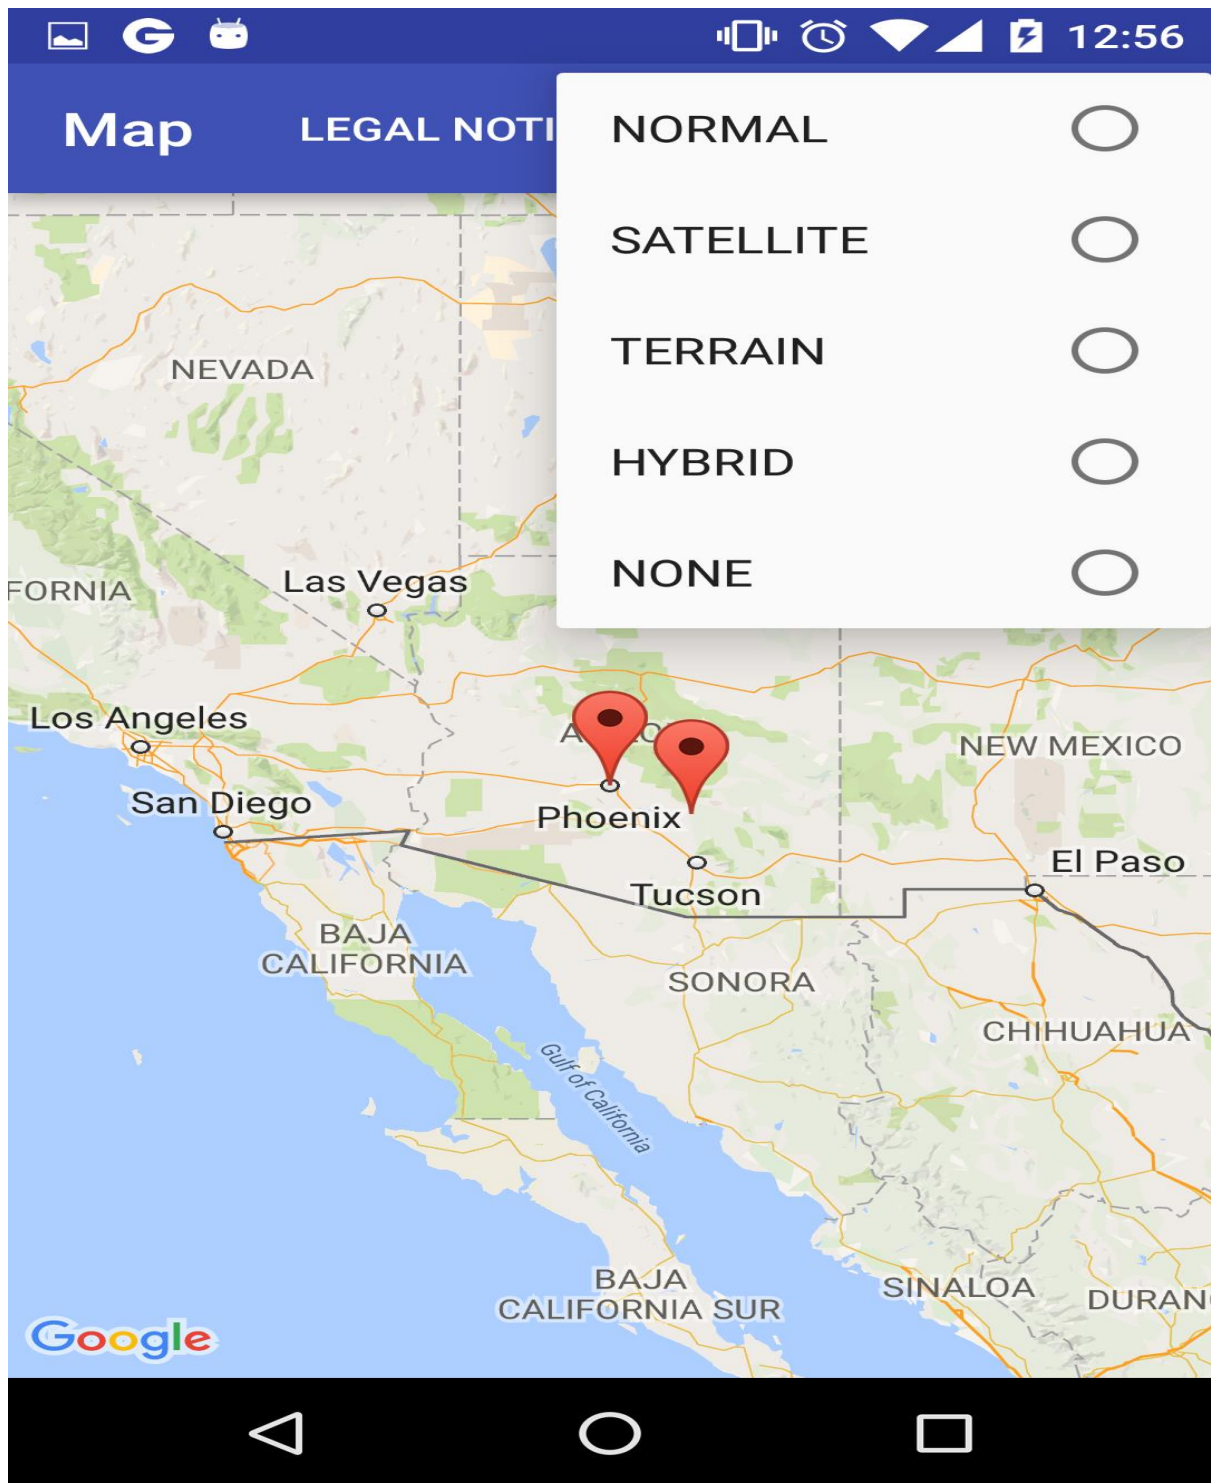 12:56
Map
LEGAL NOTI
NORMAL
SATELLITE
TERRAIN
HYBRID
NONE
NEVADA
FORNIA
Las Vegas
Los Angeles
San Diego
Phoenix
Tucson
NEW MEXICO
El Paso
BAJA
CALIFORNIA
SONORA
CHIHUAHUA
Gulf of California
BAJA
CALIFORNIA SUR
SINALOA
DURAN
Google